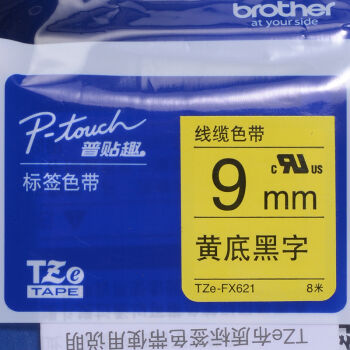 brother
at your side
P-touch
普贴趣
标签色带
TZe
TAPE
线缆色带
c RU US
9 mm
黄底黑字
TZe-FX621 8米
TZe布质标签色带使用说明